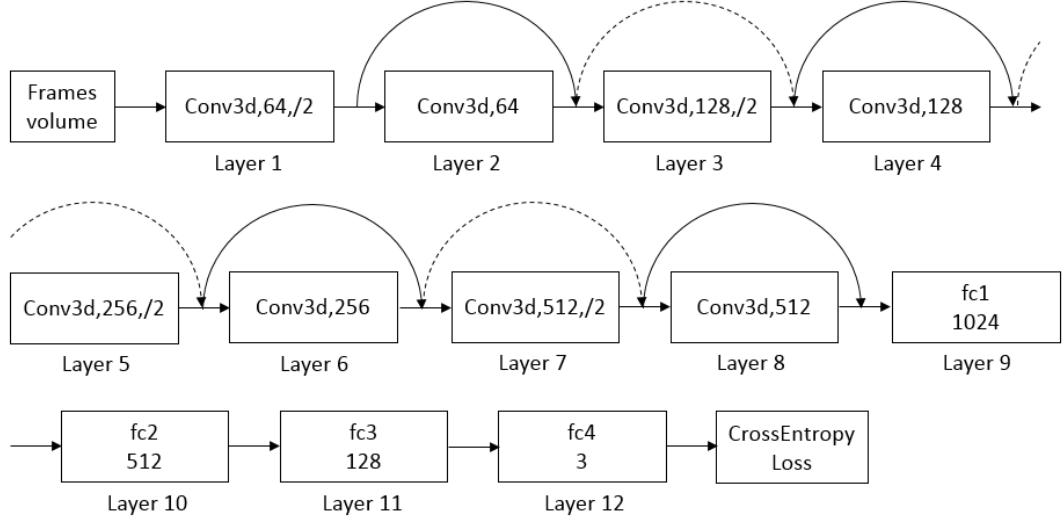 Frames
volume
Conv3d,64,/2
Layer 1
Conv3d,64
Layer 2
Conv3d,128,/2
Layer 3
Conv3d,128
Layer 4
Conv3d,256,/2
Layer 5
Conv3d,256
Layer 6
Conv3d,512,/2
Layer 7
Conv3d,512
Layer 8
fc1
1024
Layer 9
fc2
512
Layer 10
fc3
128
Layer 11
fc4
3
Layer 12
CrossEntropy
Loss